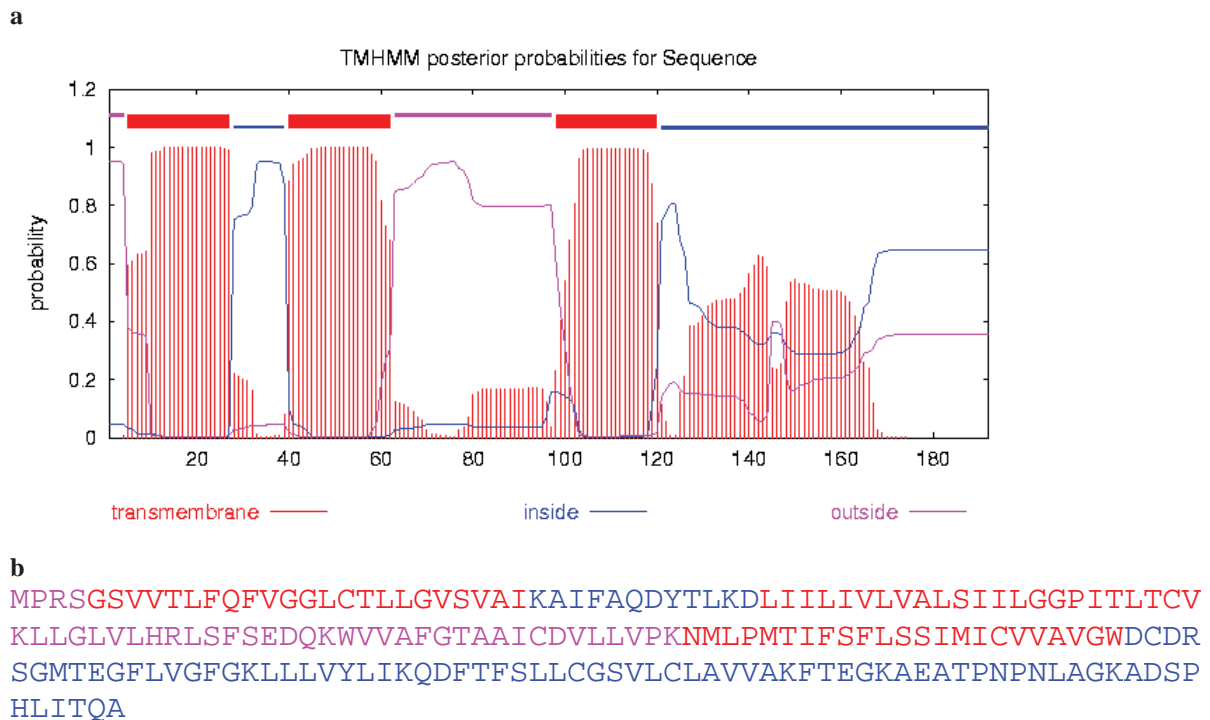 a
TMHMM posterior probabilities for Sequence
1.2
1
0.8
0.6
0.4
0.2
0
probability
20 40 60 80 100 120 140 160 180
transmembrane inside outside
b
MPRSGSVVTLFQFVGGLCTLLGVSVAIKAIFAQDYTLKDLIILIVLVALSIILGGPITLTCV
KLLGLVLHRLSFSEDQKWVVAFGTAAICDVLLVPKNMLPMTIFSFLSSIMICVVAVGWDCDR
SGMTEGFLVGFGKLLLVYLIKQDFTFSLLCGSVLCLAVVAKFTEGKAEATPNPNLAGKADSP
HLITQA